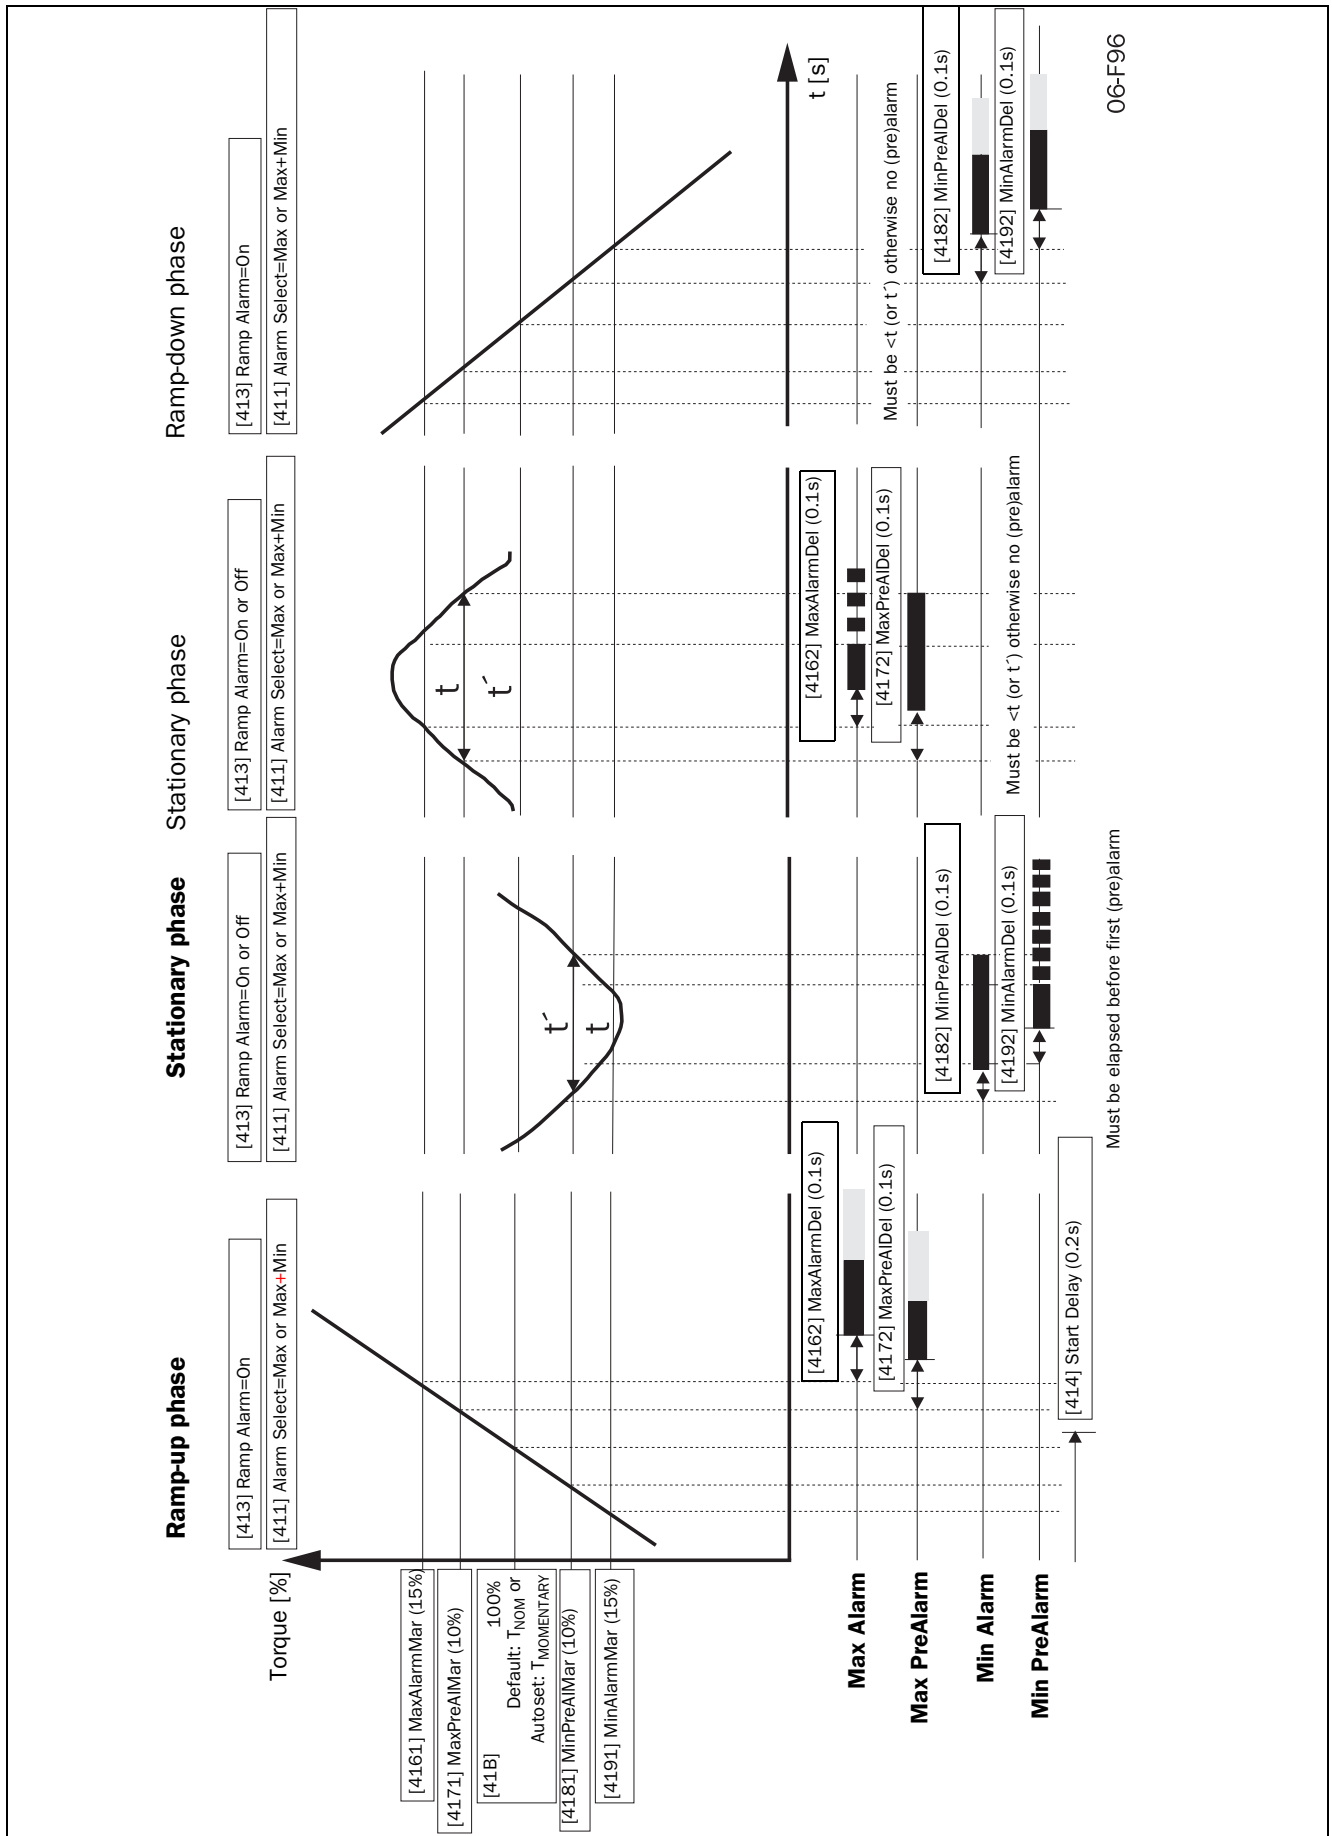 Ramp-up phase
Stationary phase
Stationary phase
Ramp-down phase
[413] Ramp Alarm=On
[413] Ramp Alarm=On or Off
[413] Ramp Alarm=On or Off
[413] Ramp Alarm=On
[411] Alarm Select=Max or Max+Min
[411] Alarm Select=Max or Max+Min
[411] Alarm Select=Max or Max+Min
[411] Alarm Select=Max or Max+Min
Torque [%]
[4161] MaxAlarmMar (15%)
[4171] MaxPreAlMar (10%)
[41B] 100%
Default: TNOM or
Autoset: TMOMENTARY
[4181] MinPreAlMar (10%)
[4191] MinAlarmMar (15%)
t´
t
t
t´
t [s]
[4162] MaxAlarmDel (0.1s)
[4162] MaxAlarmDel (0.1s)
Max Alarm
[4172] MaxPreAlDel (0.1s)
[4172] MaxPreAlDel (0.1s)
Must be <t (or t´) otherwise no (pre)alarm
Max PreAlarm
[4182] MinPreAlDel (0.1s)
[4182] MinPreAlDel (0.1s)
Min Alarm
[4192] MinAlarmDel (0.1s)
Must be <t (or t´) otherwise no (pre)alarm
[4192] MinAlarmDel (0.1s)
Min PreAlarm
[414] Start Delay (0.2s)
Must be elapsed before first (pre)alarm
06-F96